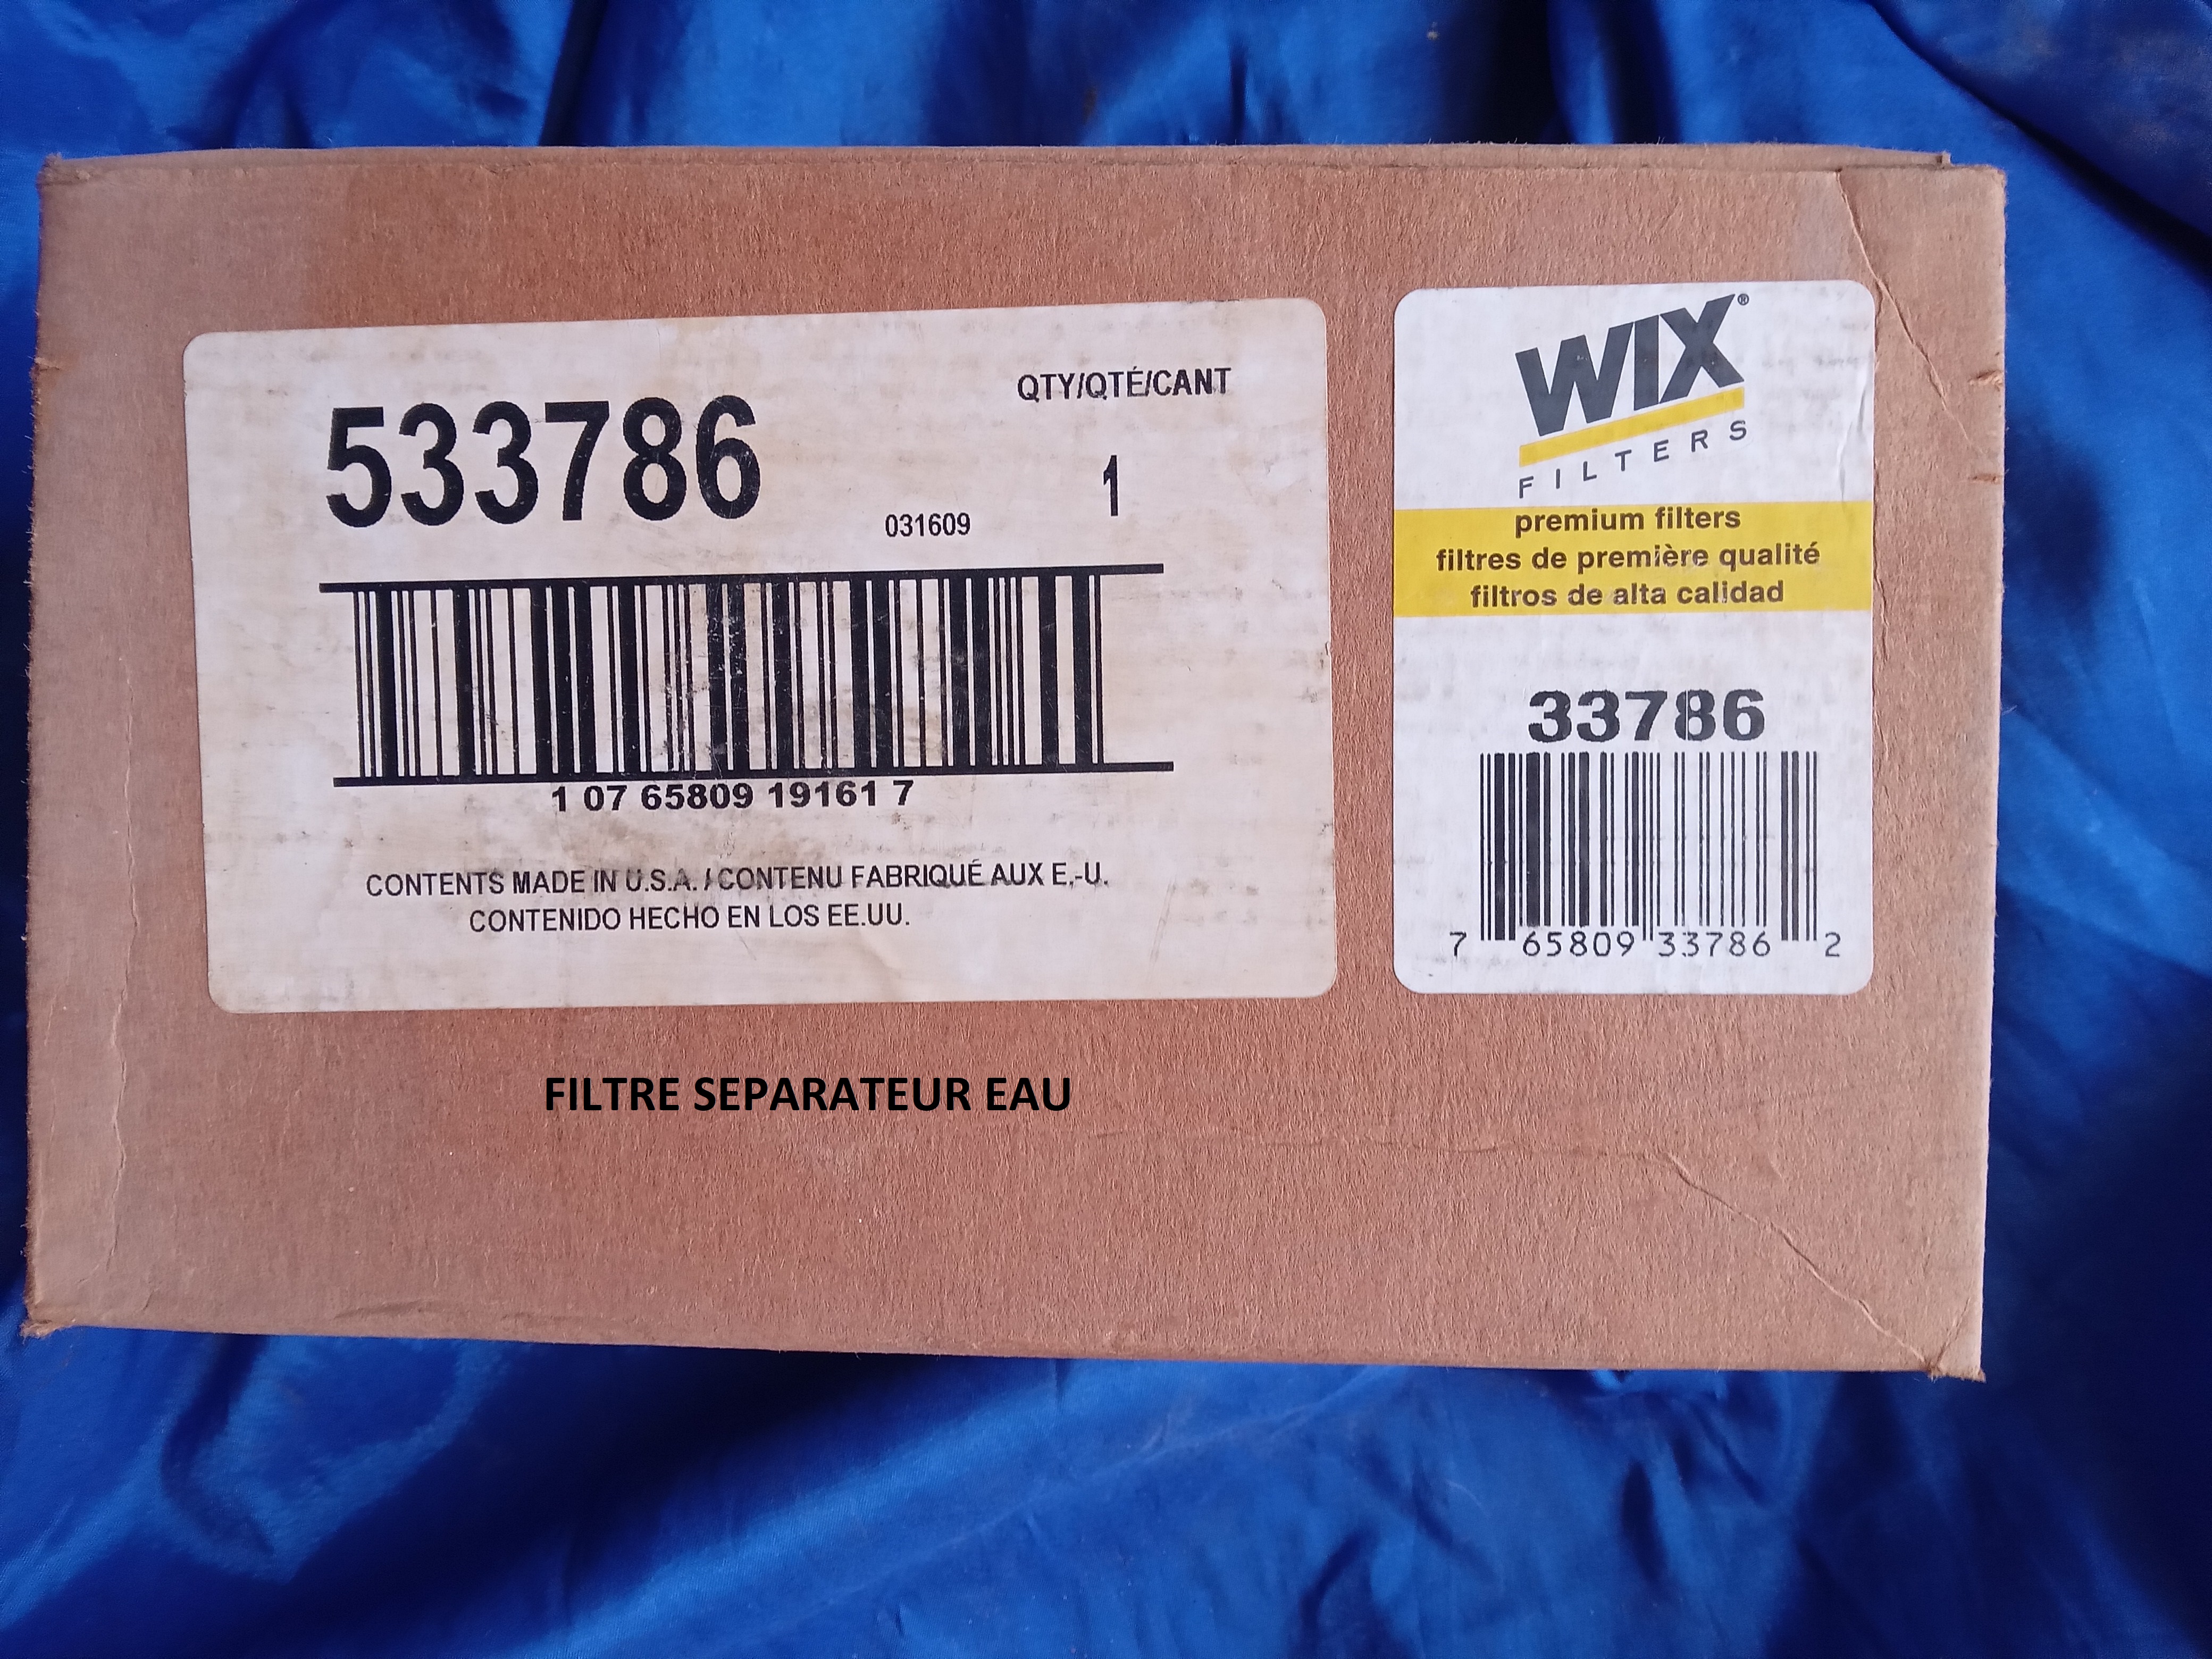 533786
QTY/QTÉ/CANT
1
031609
1 07 65809 19161 7
CONTENTS MADE IN U.S.A. / CONTENU FABRIQUÉ AUX E.-U.
CONTENIDO HECHO EN LOS EE.UU.
WIX®
FILTERS
premium filters
filtres de première qualité
filtros de alta calidad
33786
7 65809 33786 2
FILTRE SEPARATEUR EAU